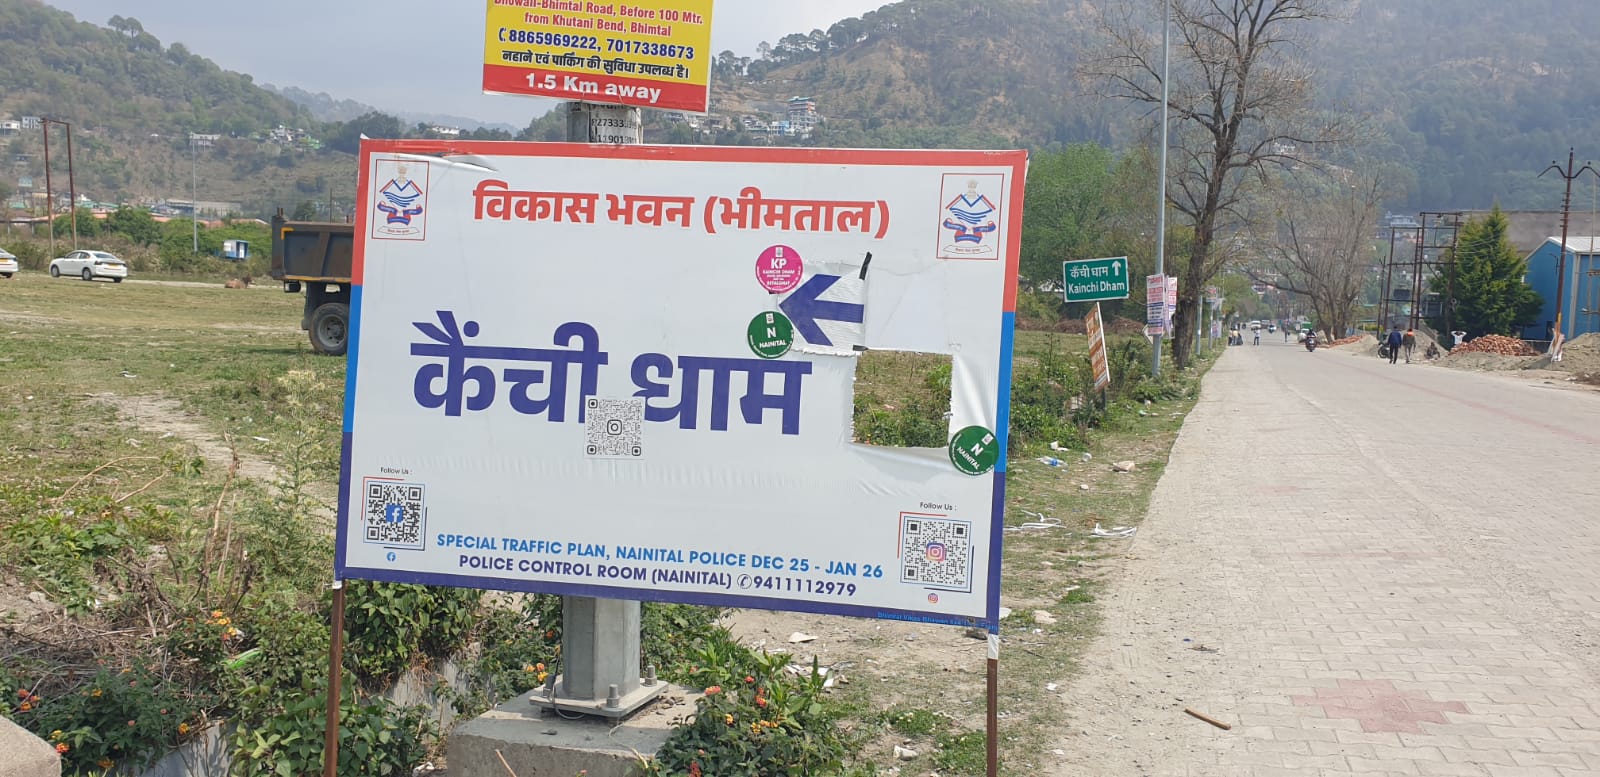 Bhowali-Bhimtal Road, Before 100 Mtr.
from Khutani Bend, Bhimtal
8865969222, 7017338673
नहाने एवं पार्किंग की सुविधा उपलब्ध है।
1.5 Km away
विकास भवन (भीमताल)
KP
KAINCHI DHAM
N
NAINITAL
कैंची धाम
कैंची धाम
Kainchi Dham
N
NAINITAL
Follow Us :
Follow Us :
SPECIAL TRAFFIC PLAN, NAINITAL POLICE DEC 25 - JAN 26
POLICE CONTROL ROOM (NAINITAL) 9411112979